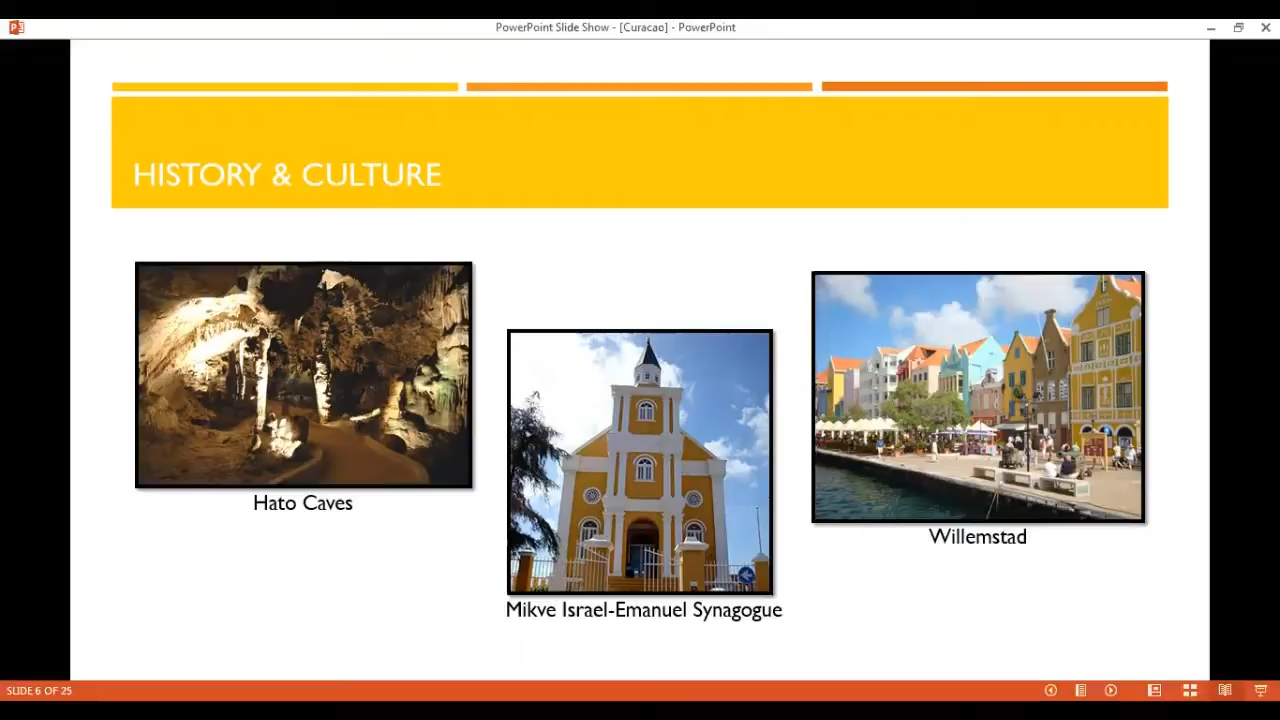 PowerPoint Slide Show - [Curacao] - PowerPoint
HISTORY & CULTURE
Hato Caves
Mikve Israel-Emanuel Synagogue
Willemstad
SLIDE 6 OF 25